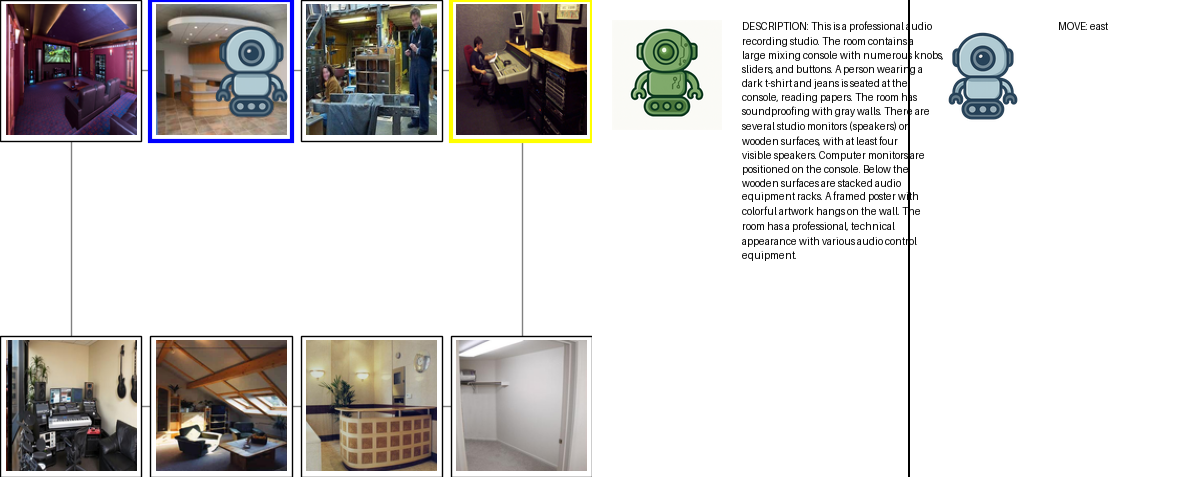 DESCRIPTION: This is a professional audio
recording studio. The room contains a
large mixing console with numerous knobs,
sliders, and buttons. A person wearing a
dark t-shirt and jeans is seated at the
console, reading papers. The room has
soundproofing with gray walls. There are
several studio monitors (speakers) on
wooden surfaces, with at least four
visible speakers. Computer monitors are
positioned on the console. Below the
wooden surfaces are stacked audio
equipment racks. A framed poster with
colorful artwork hangs on the wall. The
room has a professional, technical
appearance with various audio control
equipment.
MOVE: east